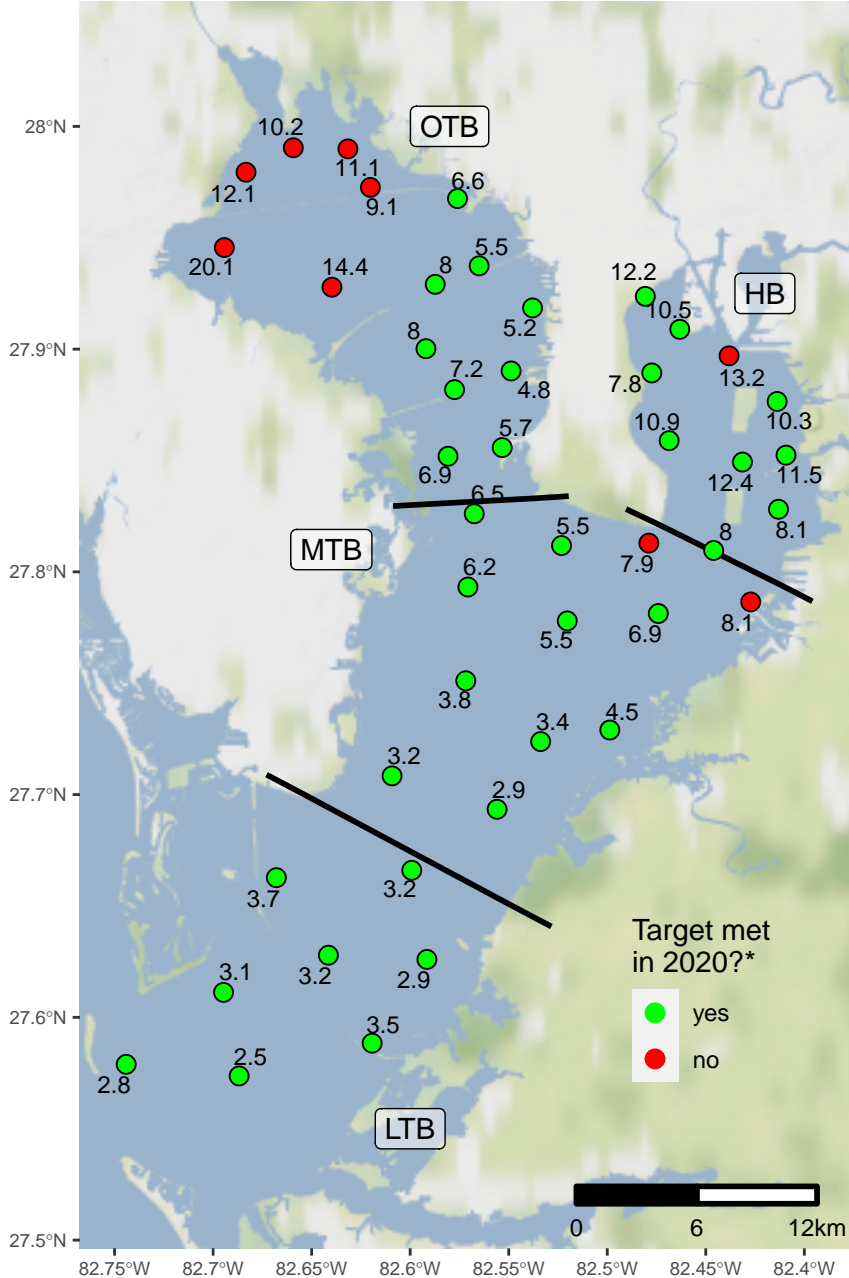 28°N
10.2
OTB
11.1
12.1
9.1
6.6
20.1
14.4
8
5.5
12.2
HB
10.5
5.2
27.9°N
8
7.2
4.8
7.8
13.2
10.3
10.9
5.7
6.9
12.4
11.5
6.5
8.1
MTB
5.5
7.9
8
27.8°N
6.2
5.5
6.9
8.1
3.8
3.4
4.5
3.2
27.7°N
2.9
3.7
3.2
Target met
in 2020?*
3.1
3.2
2.9
27.6°N
yes
3.5
no
2.8
2.5
LTB
0 6 12km
27.5°N
82.75°W 82.7°W 82.65°W 82.6°W 82.55°W 82.5°W 82.45°W 82.4°W